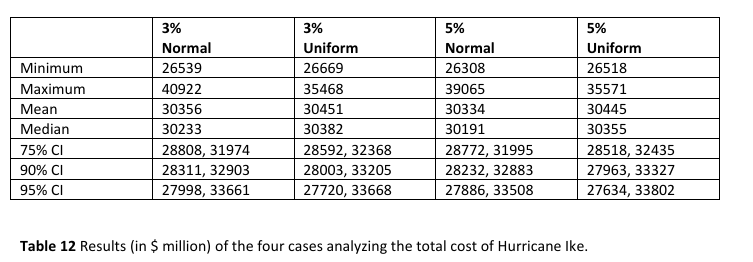 3% 3% 5% 5%
Normal Uniform Normal Uniform
Minimum 26539 26669 26308 26518
Maximum 40922 35468 39065 35571
Mean 30356 30451 30334 30445
Median 30233 30382 30191 30355
75% CI 28808, 31974 28592, 32368 28772, 31995 28518, 32435
90% CI 28311, 32903 28003, 33205 28232, 32883 27963, 33327
95% CI 27998, 33661 27720, 33668 27886, 33508 27634, 33802
Table 12 Results (in $ million) of the four cases analyzing the total cost of Hurricane Ike.